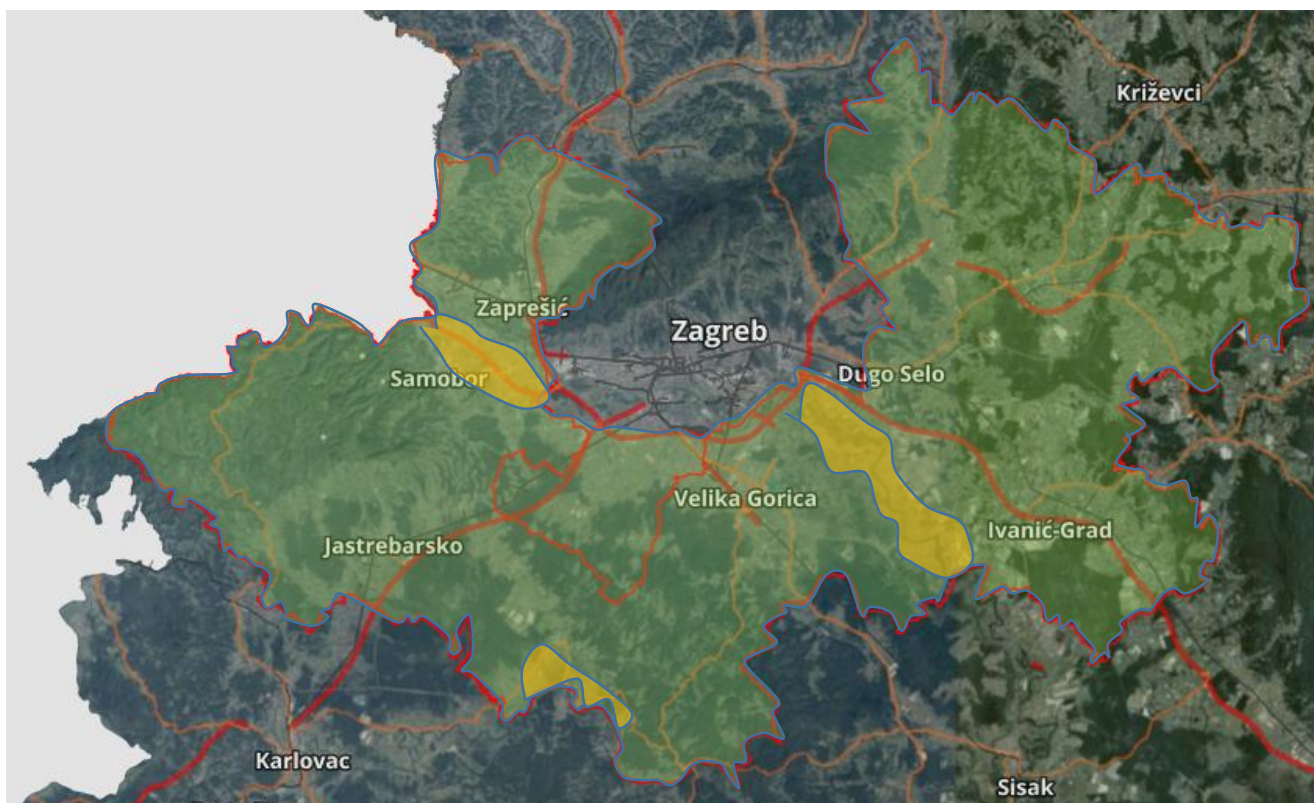 Križevci
Zaprešić
Zagreb
Samobor
Dugo Selo
Velika Gorica
Ivanić-Grad
Jastrebarsko
Karlovac
Sisak